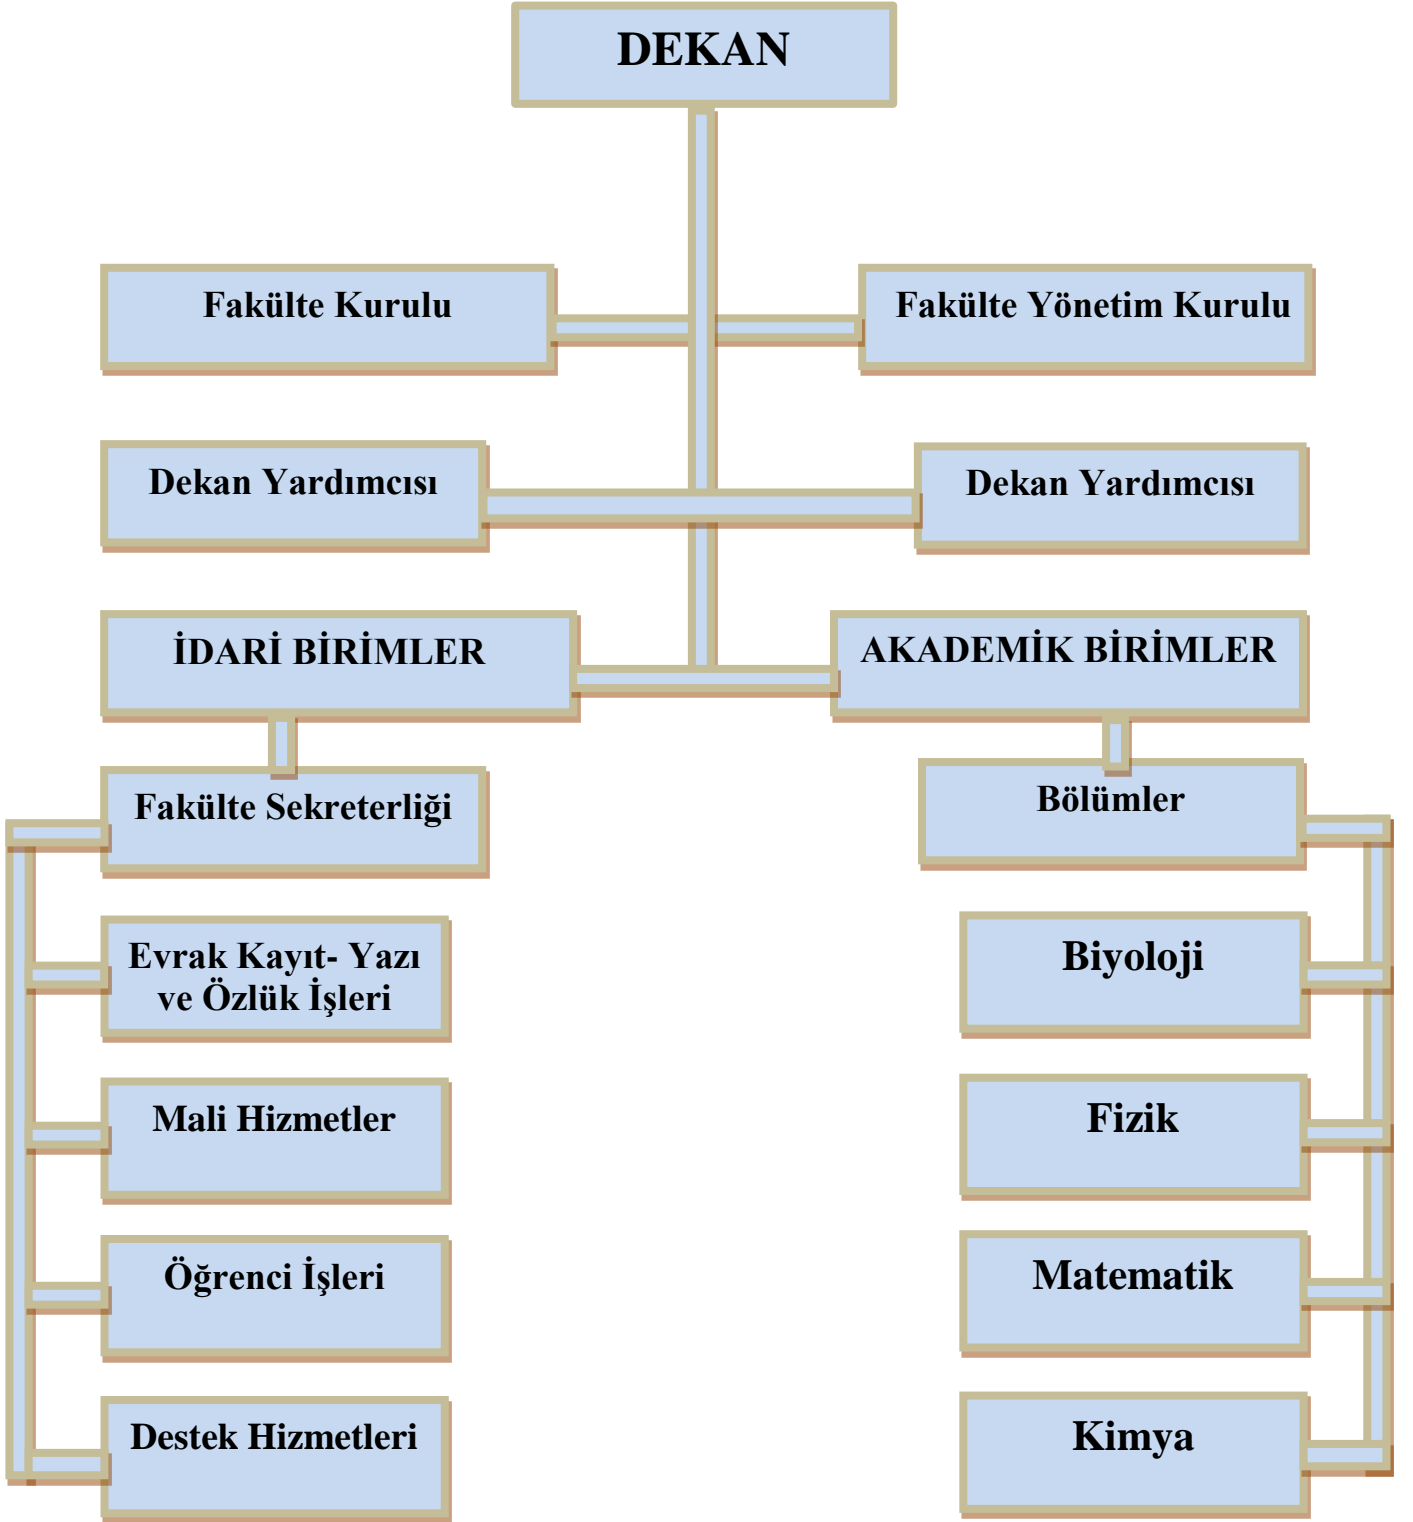 DEKAN
Fakülte Kurulu
Fakülte Yönetim Kurulu
Dekan Yardımcısı
Dekan Yardımcısı
İDARİ BİRİMLER
AKADEMİK BİRİMLER
Fakülte Sekreterliği
Bölümler
Evrak Kayıt- Yazı
ve Özlük İşleri
Biyoloji
Mali Hizmetler
Fizik
Öğrenci İşleri
Matematik
Destek Hizmetleri
Kimya